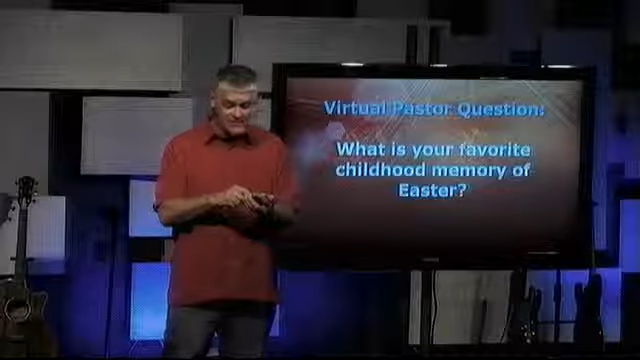 Virtual Pastor Question:
What is your favorite
childhood memory of
Easter?